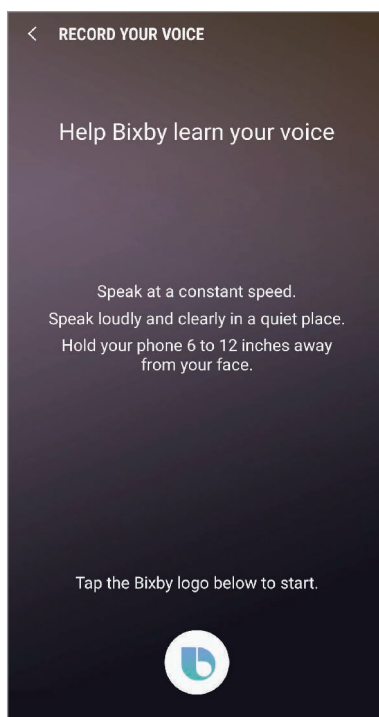 RECORD YOUR VOICE
Help Bixby learn your voice
Speak at a constant speed.
Speak loudly and clearly in a quiet place.
Hold your phone 6 to 12 inches away
from your face.
Tap the Bixby logo below to start.